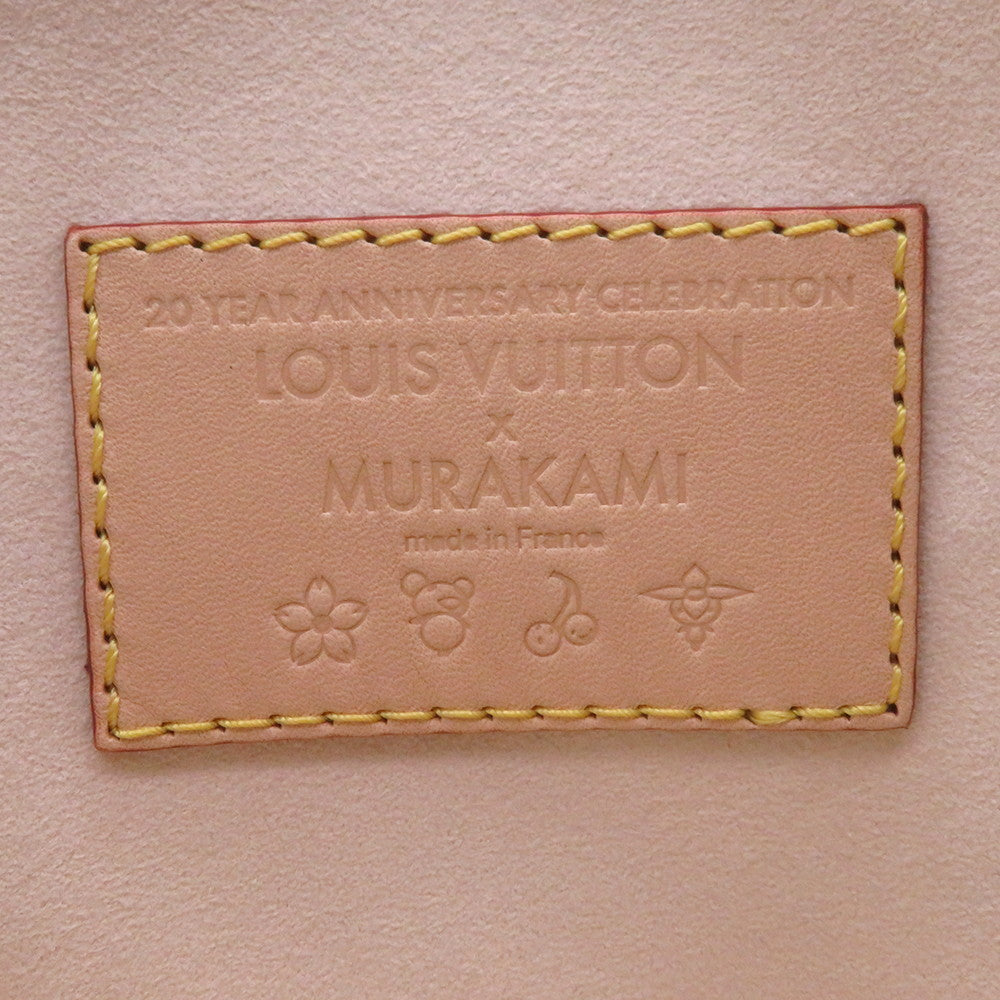 20 YEAR ANNIVERSARY CELEBRATION
LOUIS VUITTON
x
MURAKAMI
made in France